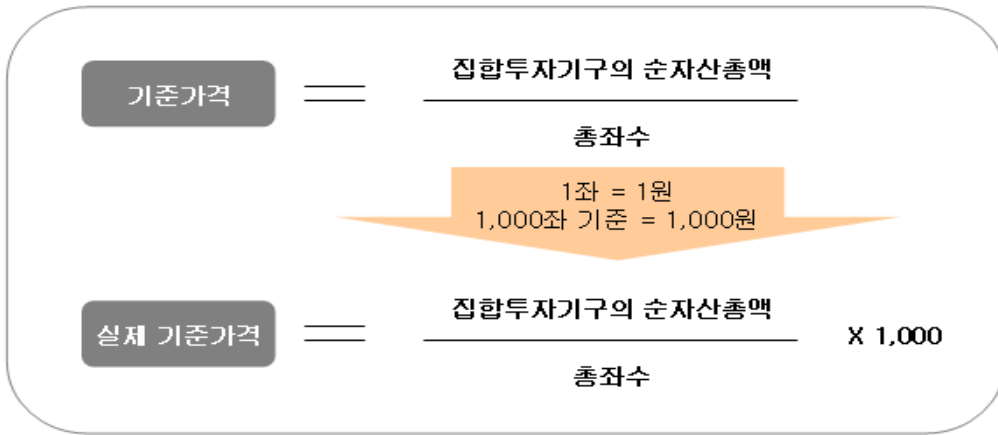 집합투자기구의 순자산총액
기준가격
총좌수
1좌 = 1원
1,000좌 기준 = 1,000원
집합투자기구의 순자산총액
실제 기준가격
X 1,000
총좌수